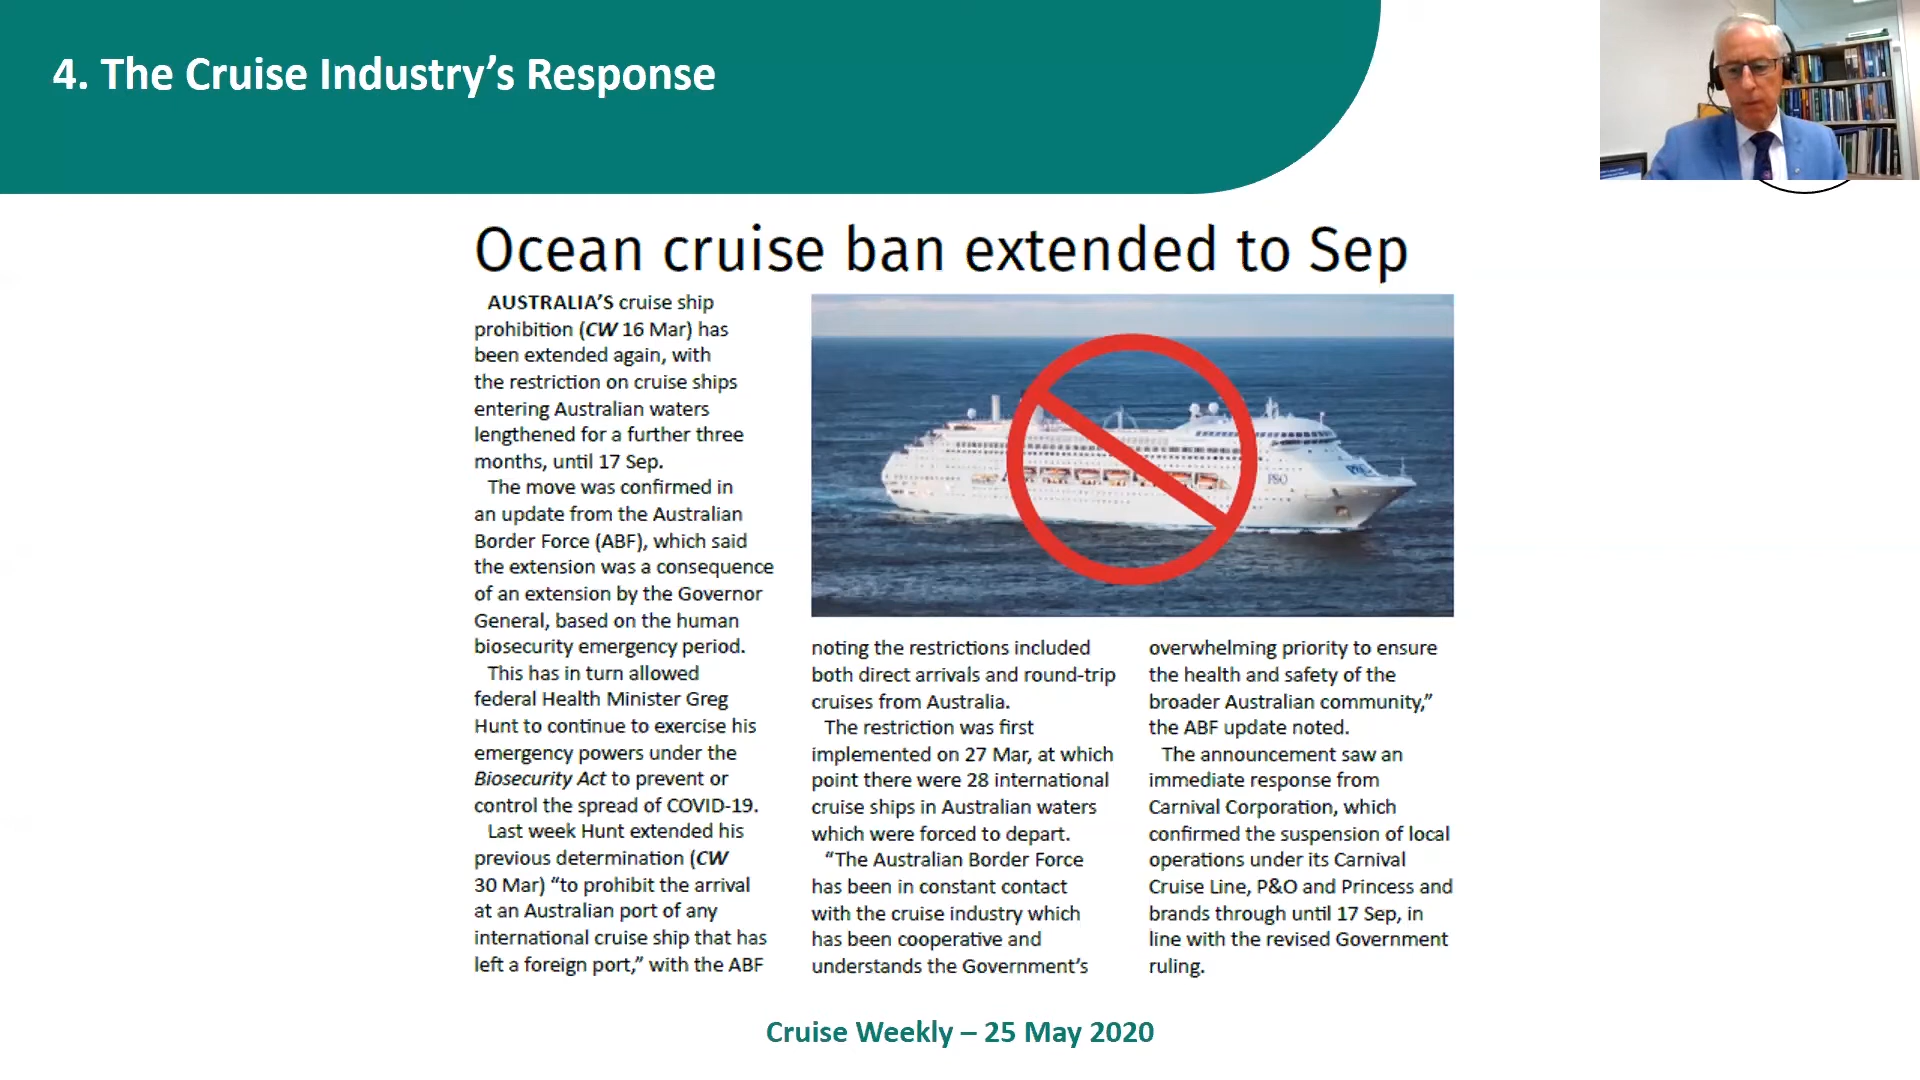 4. The Cruise Industry's Response
Ocean cruise ban extended to Sep
AUSTRALIA'S cruise ship
prohibition (CW 16 Mar) has
been extended again, with
the restriction on cruise ships
entering Australian waters
lengthened for a further three
months, until 17 Sep.
The move was confirmed in
an update from the Australian
Border Force (ABF), which said
the extension was a consequence
of an extension by the Governor
General, based on the human
biosecurity emergency period.
This has in turn allowed
federal Health Minister Greg
Hunt to continue to exercise his
emergency powers under the
Biosecurity Act to prevent or
control the spread of COVID-19.
Last week Hunt extended his
previous determination (CW
30 Mar) “to prohibit the arrival
at an Australian port of any
international cruise ship that has
left a foreign port,” with the ABF
P&O
noting the restrictions included
both direct arrivals and round-trip
cruises from Australia.
The restriction was first
implemented on 27 Mar, at which
point there were 28 international
cruise ships in Australian waters
which were forced to depart.
“The Australian Border Force
has been in constant contact
with the cruise industry which
has been cooperative and
understands the Government's
overwhelming priority to ensure
the health and safety of the
broader Australian community,”
the ABF update noted.
The announcement saw an
immediate response from
Carnival Corporation, which
confirmed the suspension of local
operations under its Carnival
Cruise Line, P&O and Princess and
brands through until 17 Sep, in
line with the revised Government
ruling.
Cruise Weekly – 25 May 2020